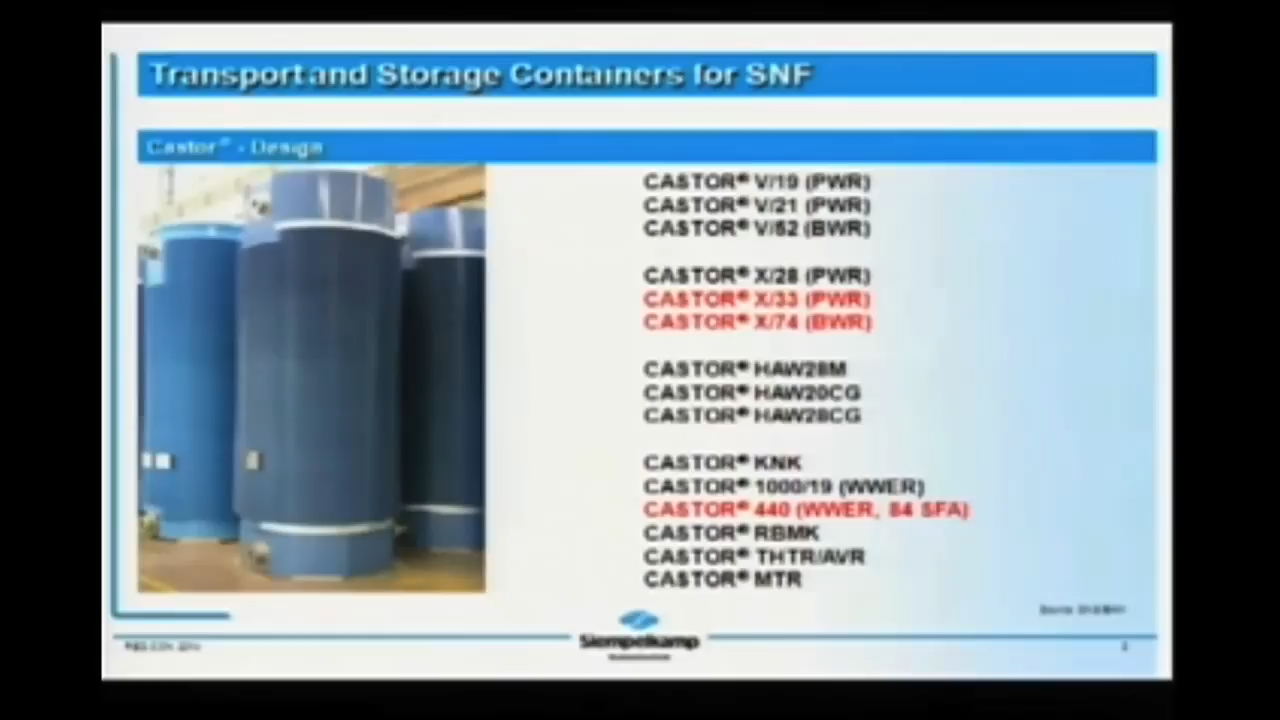 Transport and Storage Containers for SNF
Castor® - Design
CASTOR® V/19 (PWR)
CASTOR® V/21 (PWR)
CASTOR® V/52 (BWR)
CASTOR® X/28 (PWR)
CASTOR® X/33 (PWR)
CASTOR® X/74 (BWR)
CASTOR® HAW28M
CASTOR® HAW20CG
CASTOR® HAW28CG
CASTOR® KNK
CASTOR® 1000/19 (WWER)
CASTOR® 440 (WWER, 84 SFA)
CASTOR® RBMK
CASTOR® THTR/AVR
CASTOR® MTR
Siempelkamp